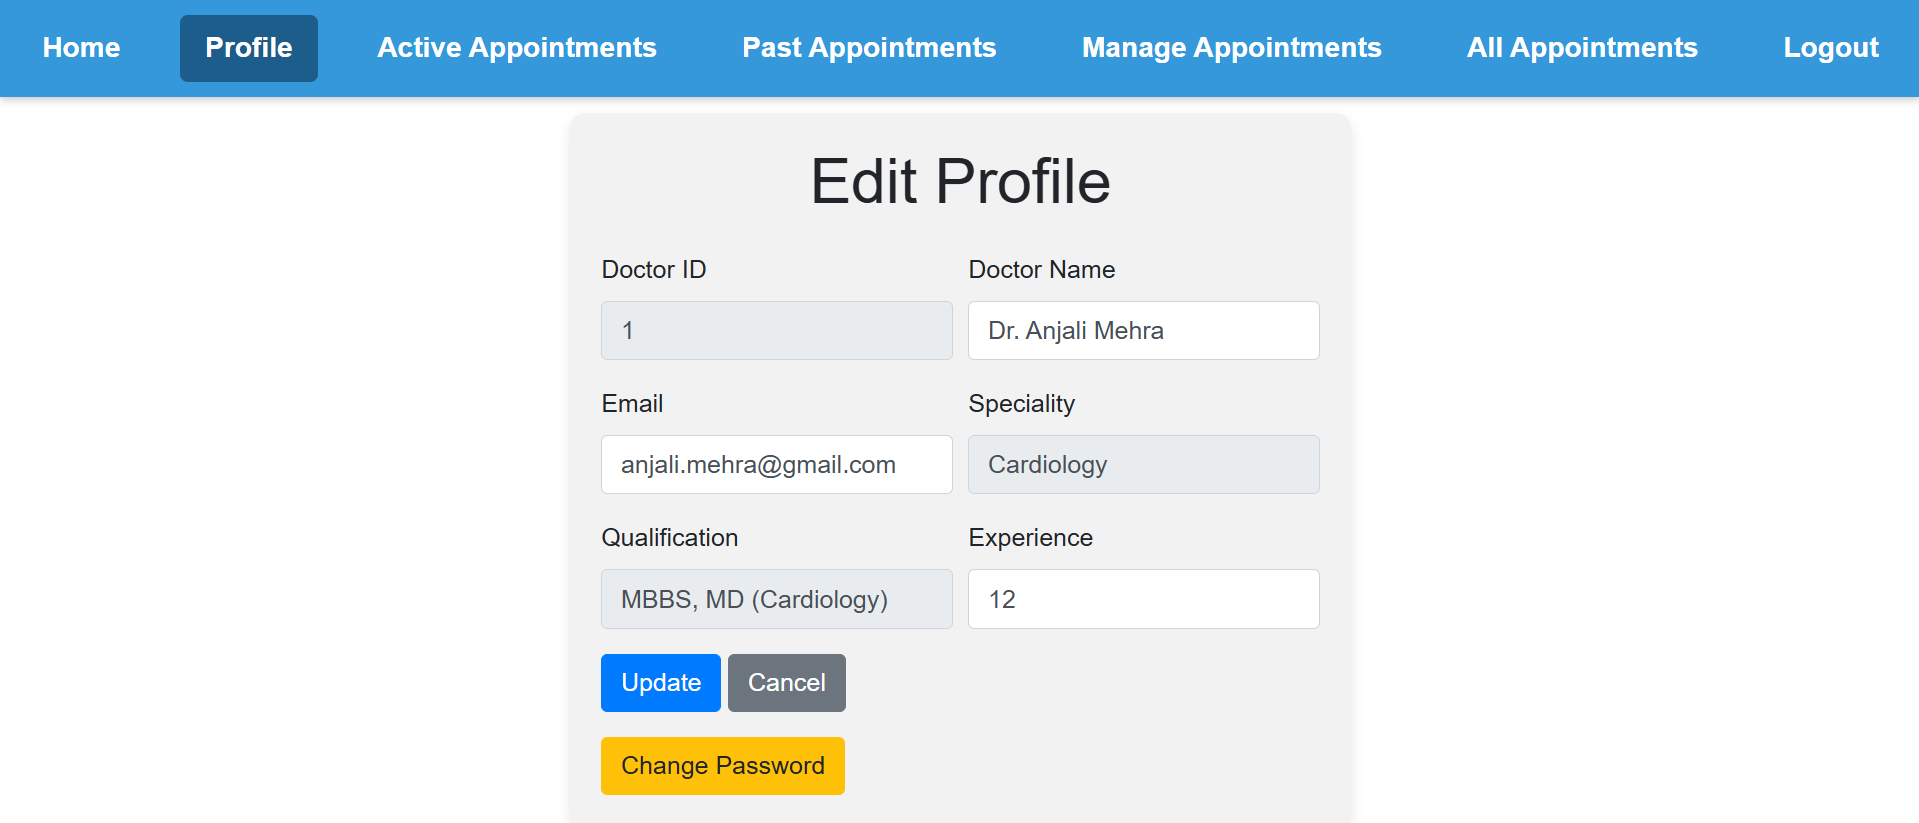 Home Profile Active Appointments Past Appointments Manage Appointments All Appointments Logout
Edit Profile
Doctor ID Doctor Name
1 Dr. Anjali Mehra
Email Speciality
anjali.mehra@gmail.com Cardiology
Qualification Experience
MBBS, MD (Cardiology) 12
Update Cancel
Change Password